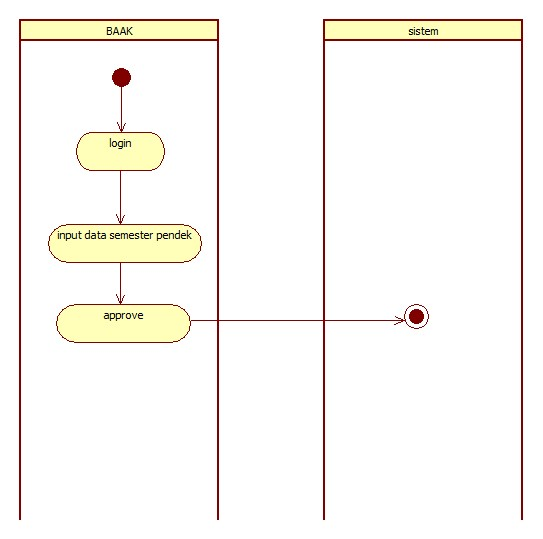 BAAK
sistem
login
input data semester pendek
approve